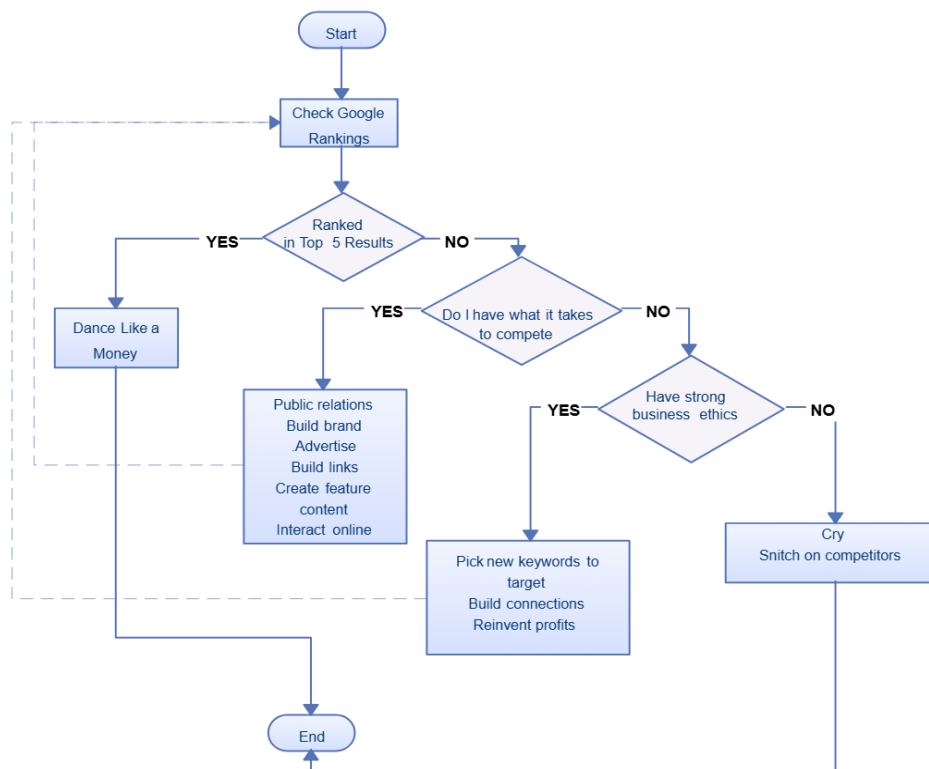 Start
Check Google
Rankings
Ranked
in Top 5 Results
YES
NO
Do I have what it takes
to compete
YES
NO
Dance Like a
Money
Have strong
business ethics
YES
NO
Public relations
Build brand
.Advertise
Build links
Create feature
content
Interact online
Cry
Snitch on competitors
Pick new keywords to
target
Build connections
Reinvent profits
End